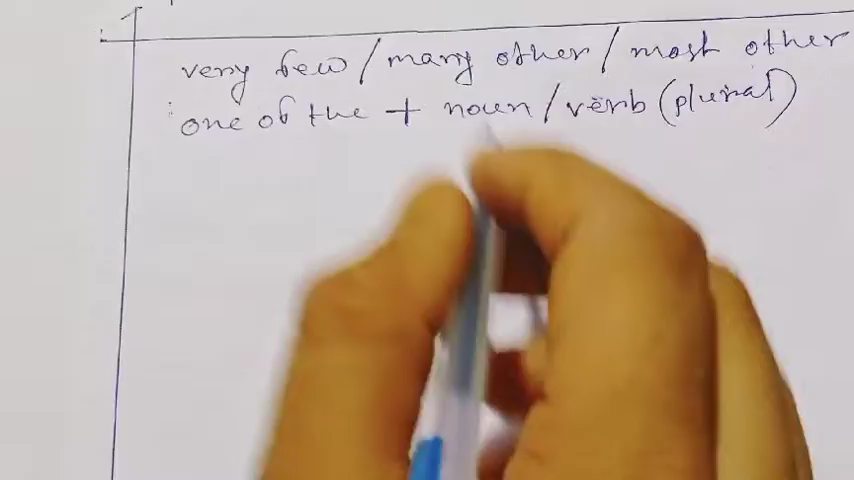 very few/many other/most other
one of the + noun/verb (plural)